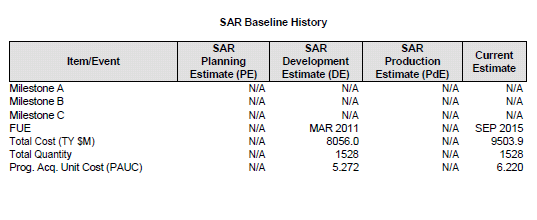 SAR Baseline History
Item/Event | SAR Planning Estimate (PE) | SAR Development Estimate (DE) | SAR Production Estimate (PdE) | Current Estimate
Milestone A N/A N/A N/A N/A
Milestone B N/A N/A N/A N/A
Milestone C N/A N/A N/A N/A
FUE N/A MAR 2011 N/A SEP 2015
Total Cost (TY $M) N/A 8056.0 N/A 9503.9
Total Quantity N/A 1528 N/A 1528
Prog. Acq. Unit Cost (PAUC) N/A 5.272 N/A 6.220